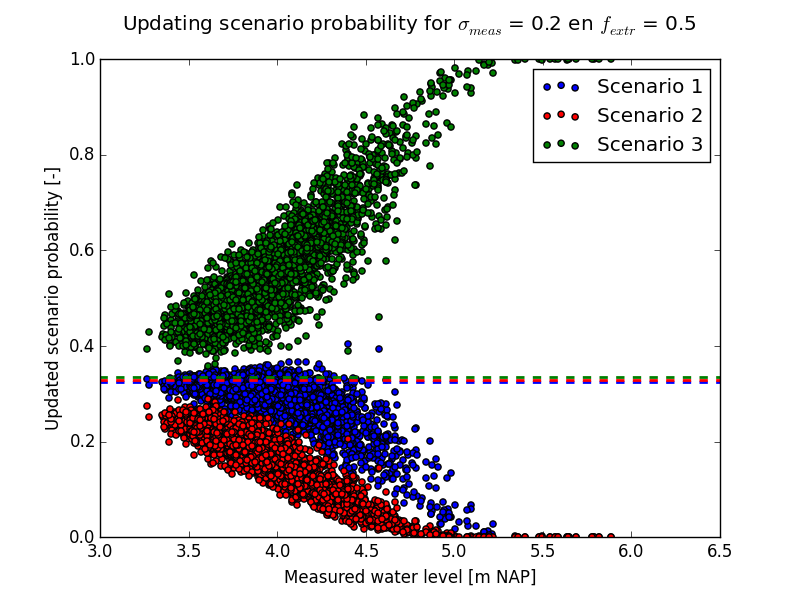 Updating scenario probability for σ_meas = 0.2 en f_extr = 0.5
1.0
Scenario 1
Scenario 2
Scenario 3
0.8
0.6
0.4
0.2
0.0
Updated scenario probability [-]
3.0 3.5 4.0 4.5 5.0 5.5 6.0 6.5
Measured water level [m NAP]